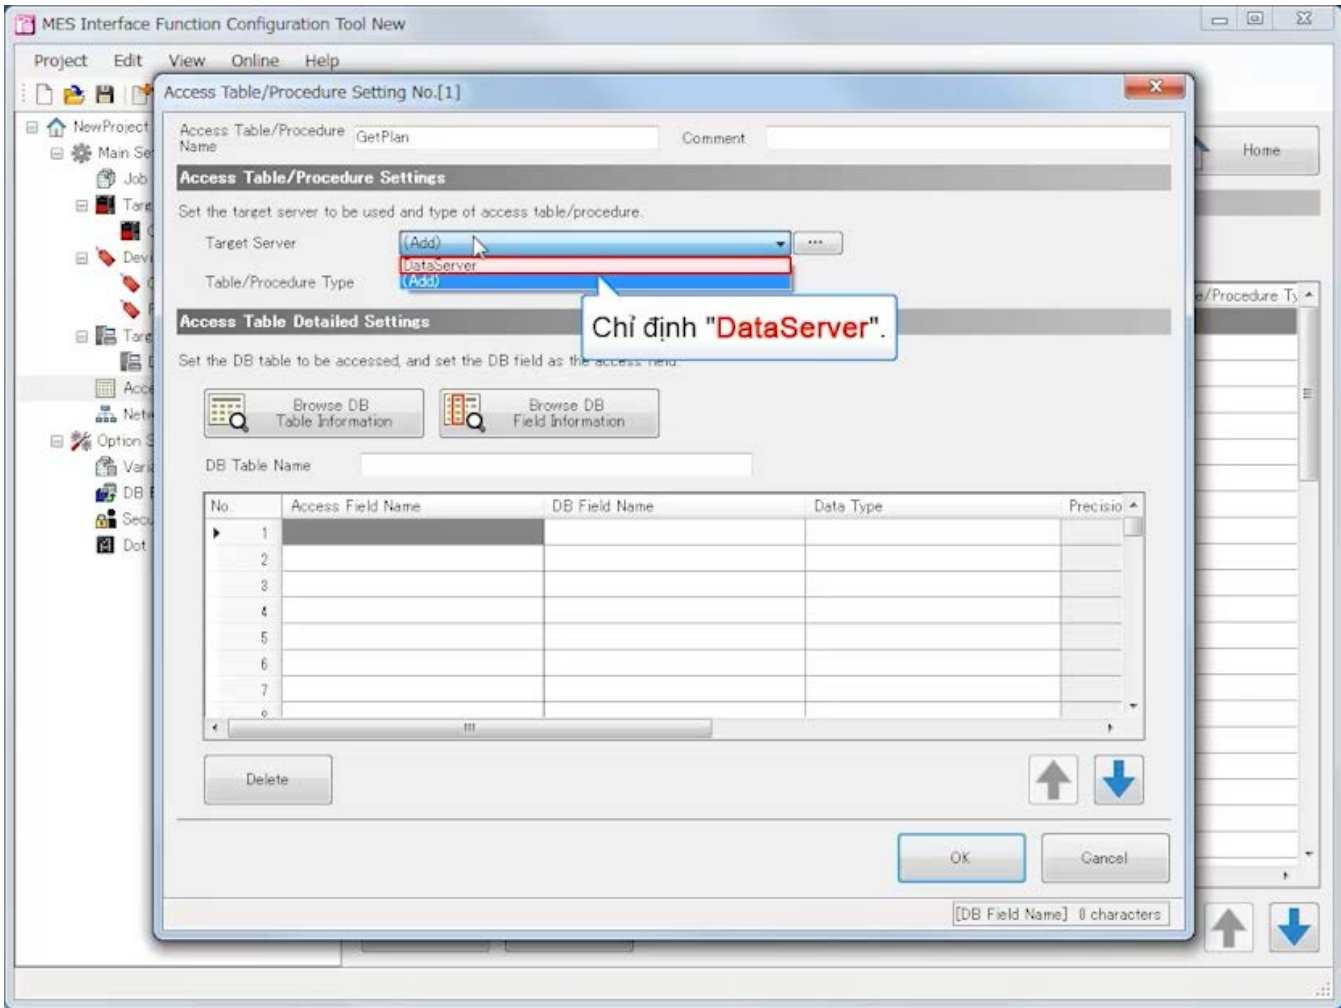 MES Interface Function Configuration Tool New
Project Edit View Online Help
Access Table/Procedure Setting No.[1]
NewProject
Main Se
Job
Targ
Devi
Targ
Acce
Netw
Option S
Varia
DB
Secu
Dot
Home
Access Table/Procedure
Name
GetPlan
Comment
Access Table/Procedure Settings
Set the target server to be used and type of access table/procedure.
Target Server
(Add)
...
DataServer
(Add)
Table/Procedure Type
Chỉ định "DataServer".
e/Procedure Ty
Access Table Detailed Settings
Set the DB table to be accessed, and set the DB field as the access field.
Browse DB
Table Information
Browse DB
Field Information
DB Table Name
No. Access Field Name DB Field Name Data Type Precisio
1
2
3
4
5
6
7
Delete
OK
Cancel
[DB Field Name] 0 characters